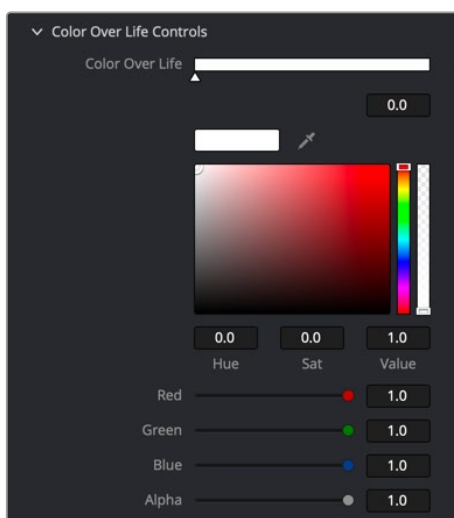 Color Over Life Controls
Color Over Life
0.0
0.0 0.0 1.0
Hue Sat Value
Red 1.0
Green 1.0
Blue 1.0
Alpha 1.0